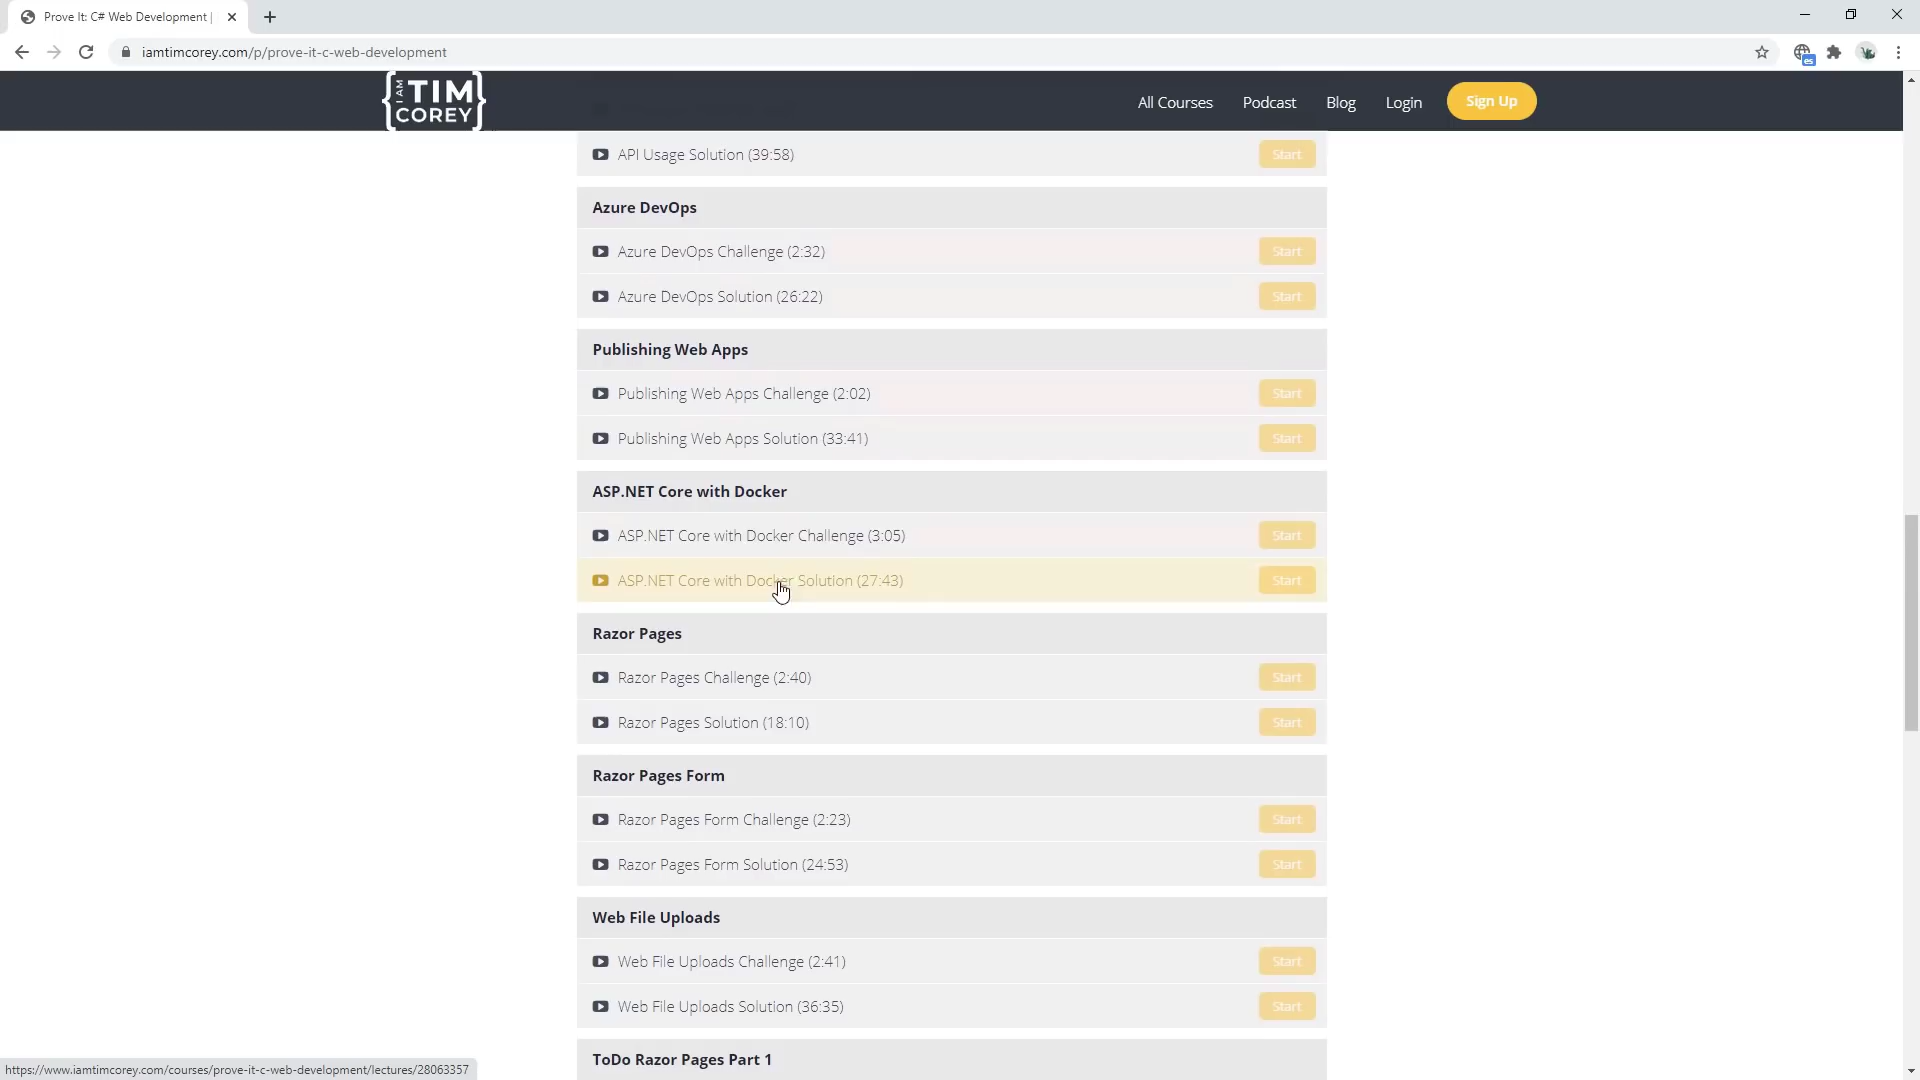 Prove It: C# Web Development |
iamtimcorey.com/p/prove-it-c-web-development
es
I AM TIM COREY
All Courses
Podcast
Blog
Login
Sign Up
API Usage Solution (39:58)
Start
Azure DevOps
Azure DevOps Challenge (2:32)
Start
Azure DevOps Solution (26:22)
Start
Publishing Web Apps
Publishing Web Apps Challenge (2:02)
Start
Publishing Web Apps Solution (33:41)
Start
ASP.NET Core with Docker
ASP.NET Core with Docker Challenge (3:05)
Start
ASP.NET Core with Docker Solution (27:43)
Start
Razor Pages
Razor Pages Challenge (2:40)
Start
Razor Pages Solution (18:10)
Start
Razor Pages Form
Razor Pages Form Challenge (2:23)
Start
Razor Pages Form Solution (24:53)
Start
Web File Uploads
Web File Uploads Challenge (2:41)
Start
Web File Uploads Solution (36:35)
Start
ToDo Razor Pages Part 1
https://www.iamtimcorey.com/courses/prove-it-c-web-development/lectures/28063357